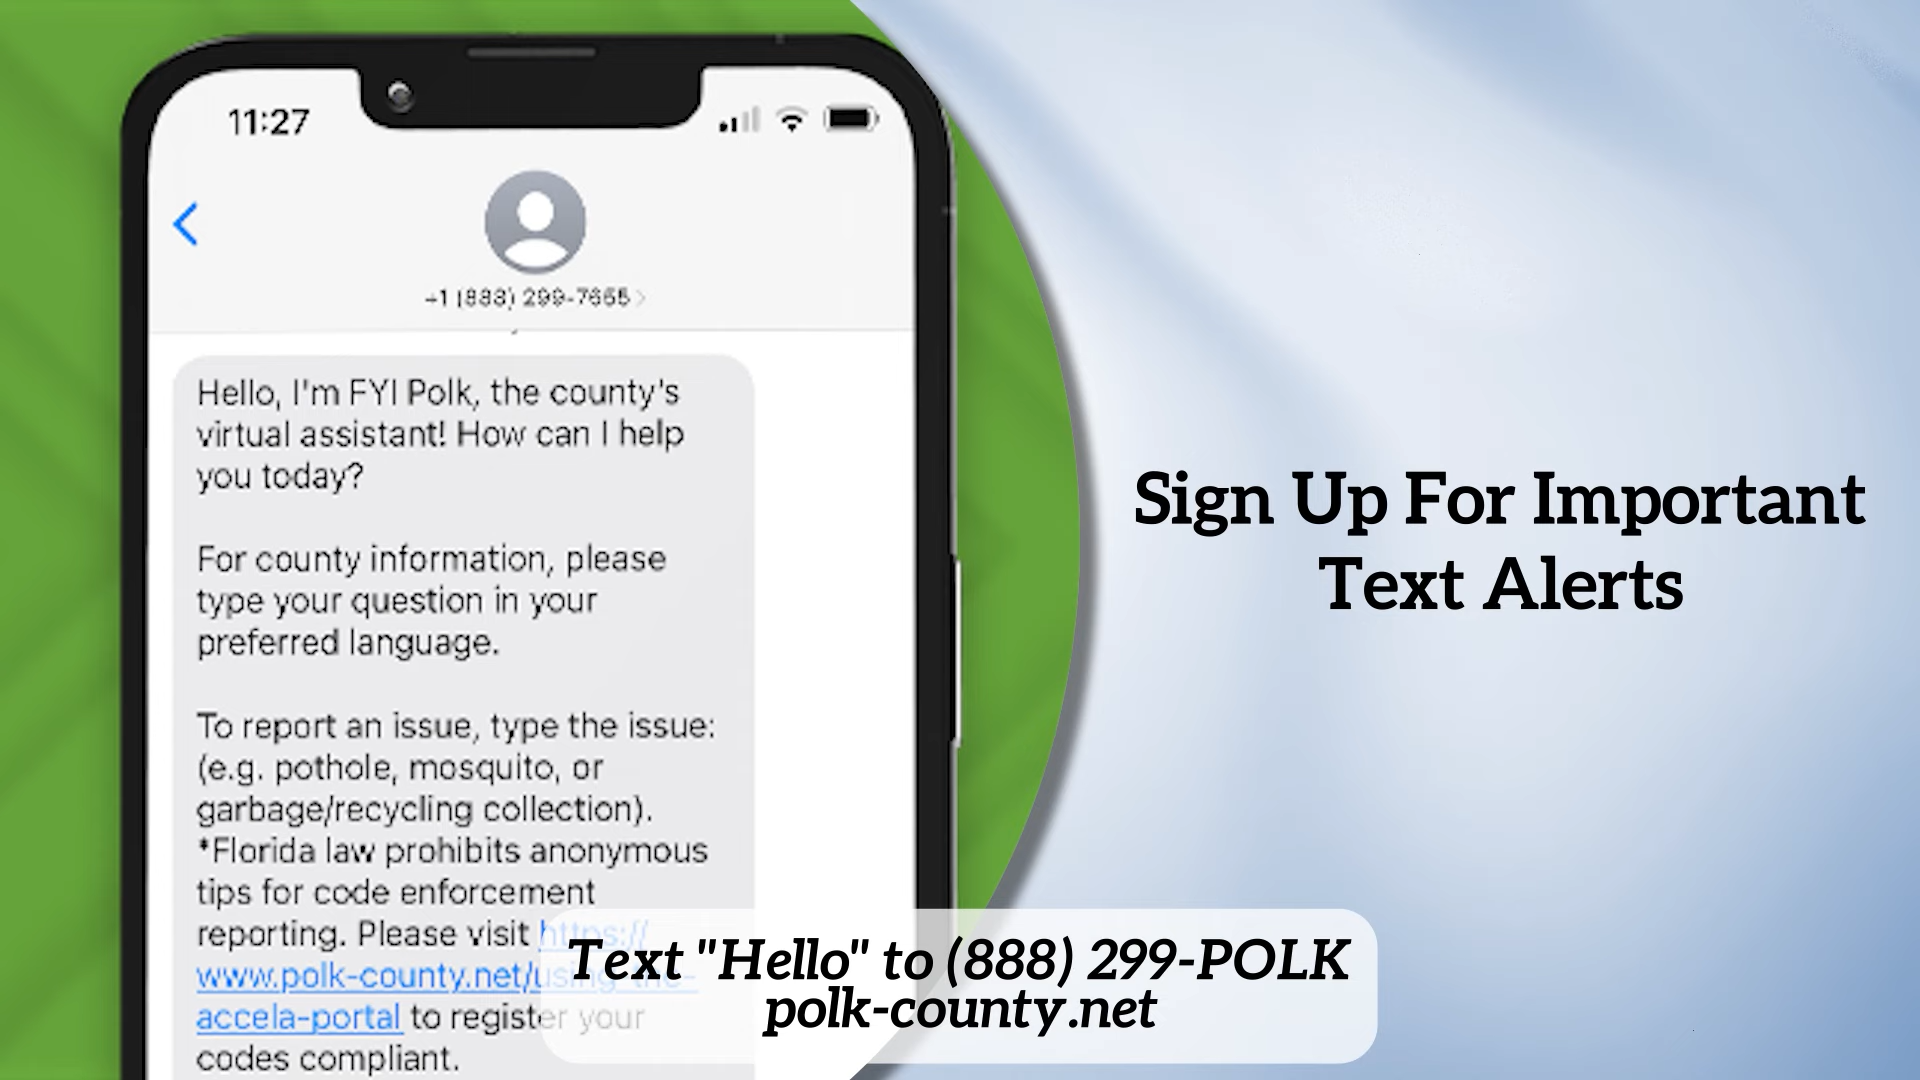 11:27
+1 (888) 299-7655
Hello, I'm FYI Polk, the county's
virtual assistant! How can I help
you today?
For county information, please
type your question in your
preferred language.
To report an issue, type the issue:
(e.g. pothole, mosquito, or
garbage/recycling collection).
*Florida law prohibits anonymous
tips for code enforcement
reporting. Please visit https://
www.polk-county.net/using-the-
accela-portal to register your
codes compliant.
Sign Up For Important
Text Alerts
Text "Hello" to (888) 299-POLK
polk-county.net